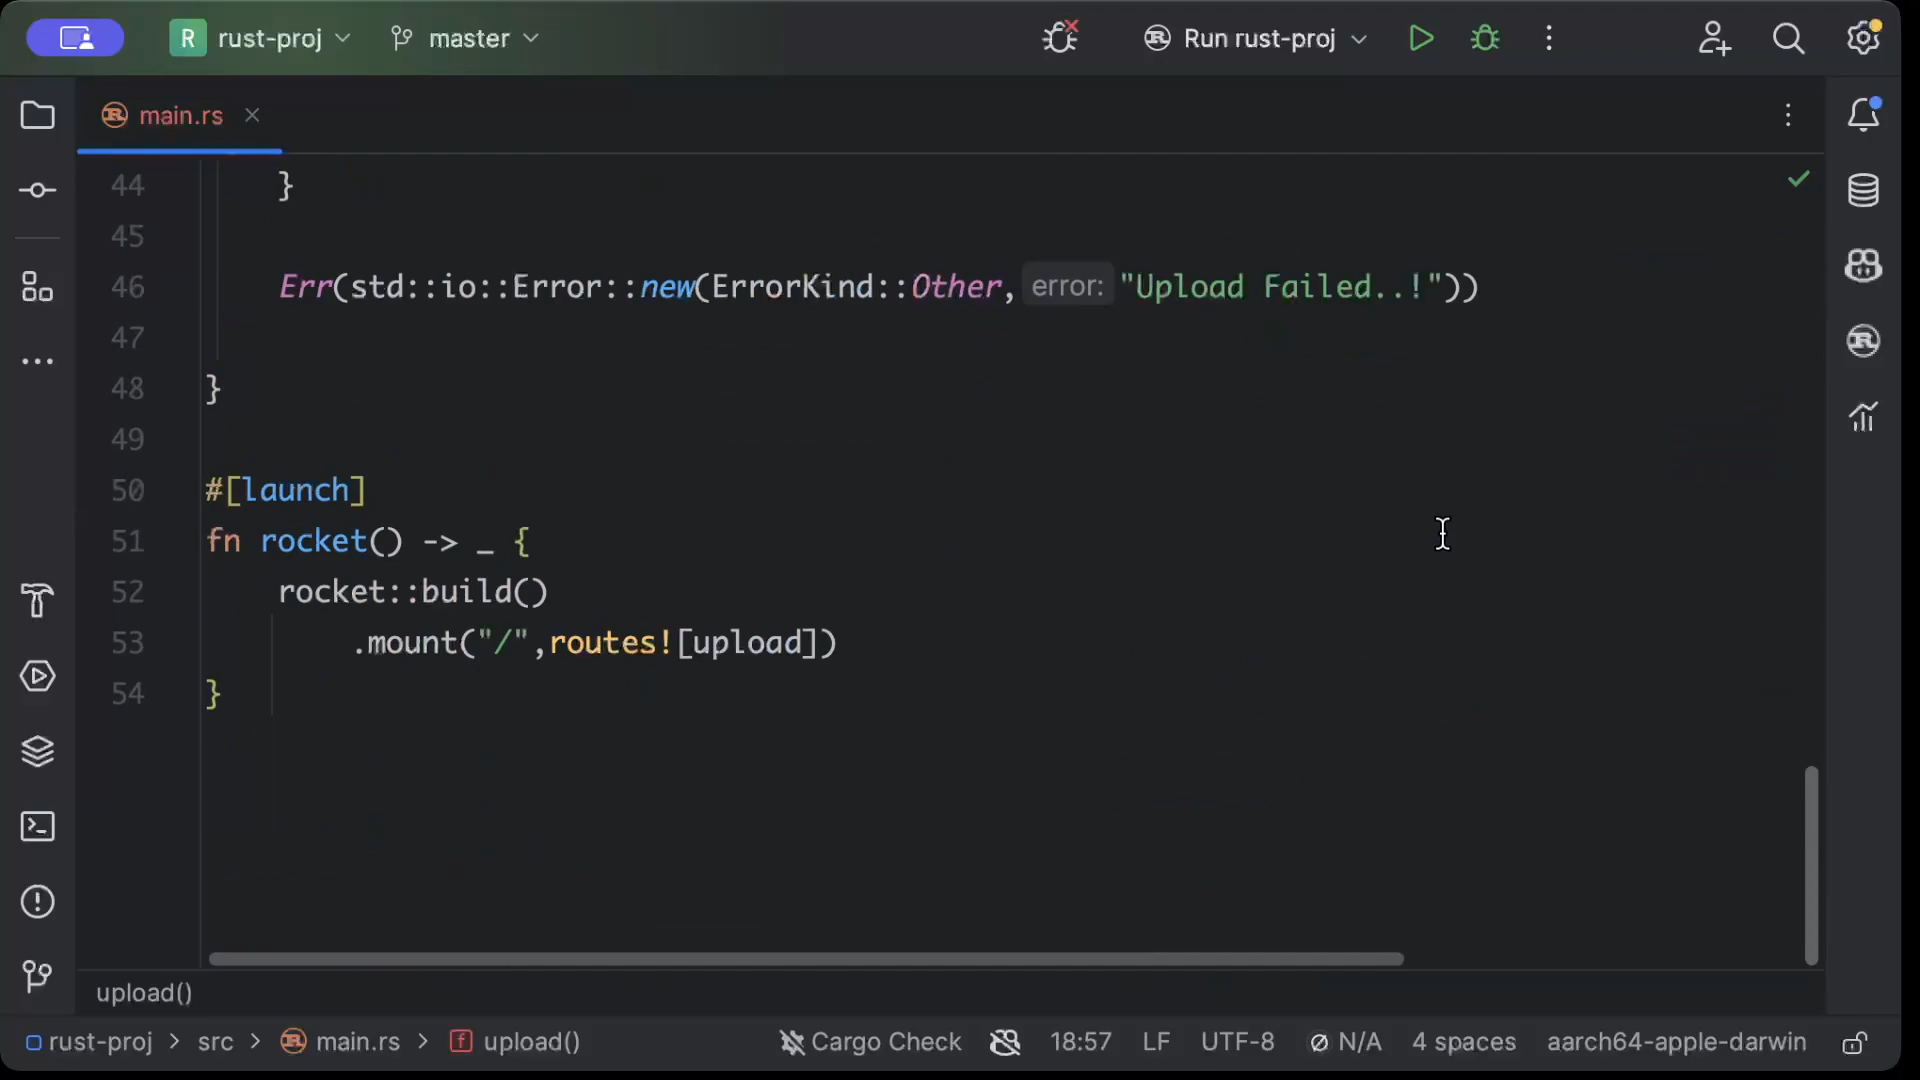 R rust-proj master Run rust-proj
main.rs
44 }
45
46 Err(std::io::Error::new(ErrorKind::Other, error: "Upload Failed..!"))
47
48 }
49
50 #[launch]
51 fn rocket() -> _ {
52 rocket::build()
53 .mount("/",routes![upload])
54 }
upload()
rust-proj > src > main.rs > f upload() Cargo Check 18:57 LF UTF-8 N/A 4 spaces aarch64-apple-darwin